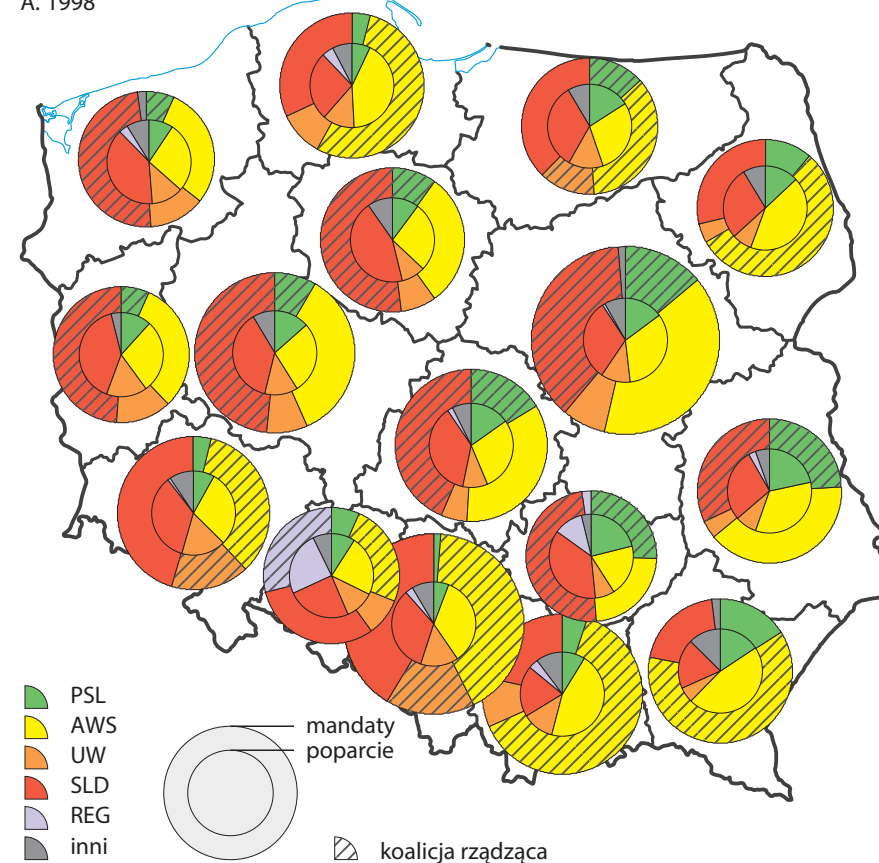 A. 1998
PSL
AWS
UW
SLD
REG
inni
mandaty
poparcie
koalicja rządząca